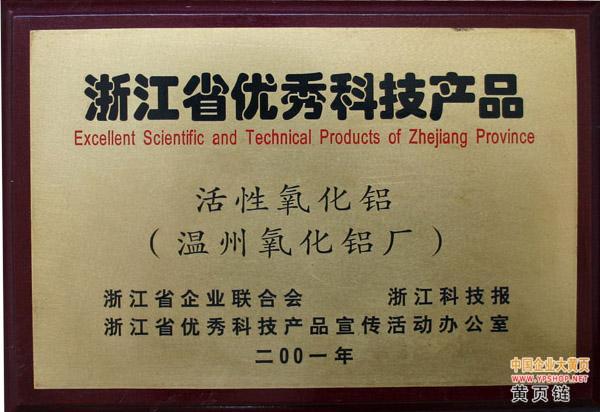 浙江省优秀科技产品
Excellent Scientific and Technical Products of Zhejiang Province
活性氧化铝
（温州氧化铝厂）
浙江省企业联合会 浙江科技报
浙江省优秀科技产品宣传活动办公室
二00一年
中国企业大黄页
www.YPSHOP.NET
黄页链